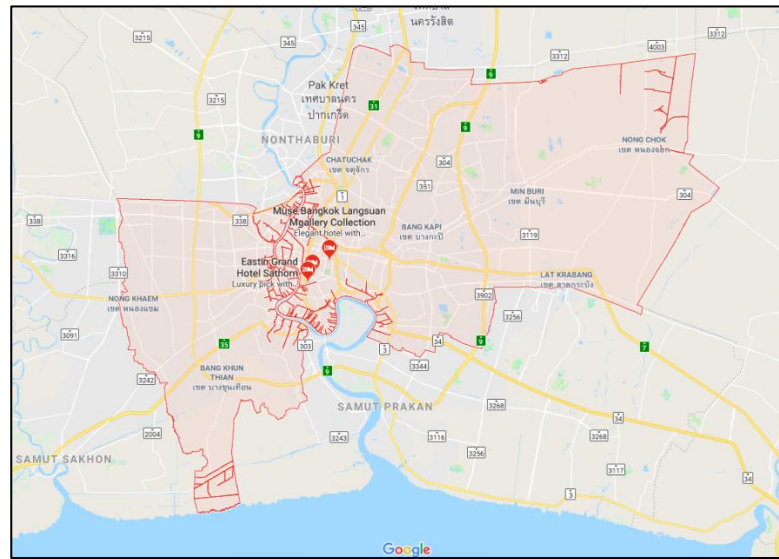 เทศบาล
นครรังสิต
345
3312
3215
345
4003
3312
9
Pak Kret
เทศบาลนคร
ปากเกร็ด
3215
31
9
NONTHABURI
9
304
NONG CHOK
เขต หนองจอก
CHATUCHAK
เขต จตุจักร
351
MIN BURI
เขต มีนบุรี
304
1
338
338
Muse Bangkok Langsuan
Mgallery Collection
Elegant hotel with...
BANG KAPI
เขต บางกะปิ
3119
3316
3310
Eastin Grand
Hotel Sathorn
Luxury pick with...
LAT KRABANG
เขต ลาดกระบัง
NONG KHAEM
เขต หนองแขม
3902
3256
3091
35
303
3
34
9
7
3344
BANG KHUN
THIAN
เขต บางขุนเทียน
9
3242
SAMUT PRAKAN
3268
34
2004
3243
3116
3268
3256
3117
SAMUT SAKHON
34
3
Google